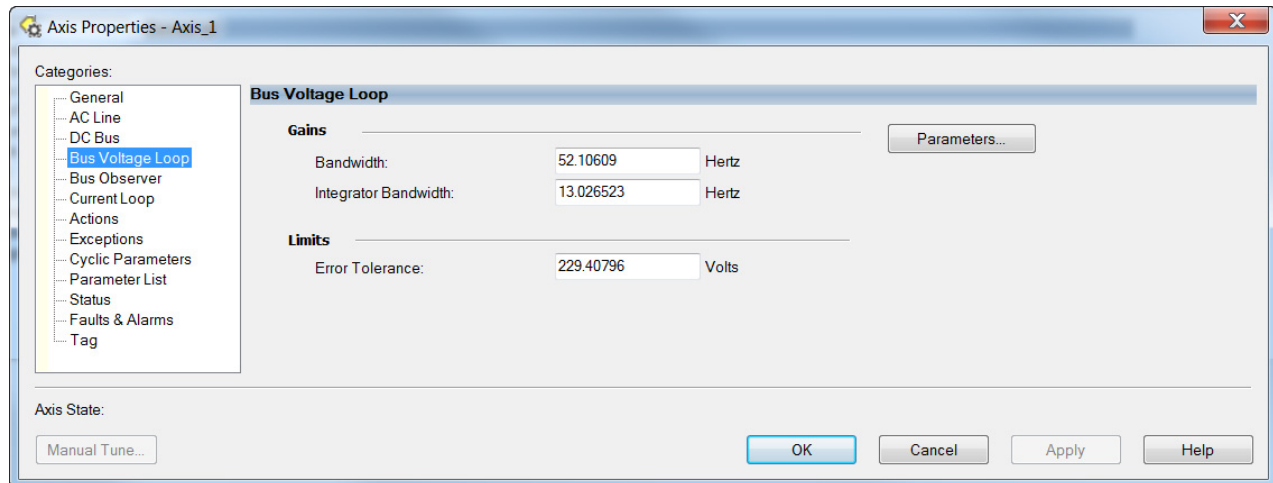 Axis Properties - Axis_1
X
Categories:
General
AC Line
DC Bus
Bus Voltage Loop
Bus Observer
Current Loop
Actions
Exceptions
Cyclic Parameters
Parameter List
Status
Faults & Alarms
Tag
Bus Voltage Loop
Gains
Parameters...
Bandwidth: 52.10609 Hertz
Integrator Bandwidth: 13.026523 Hertz
Limits
Error Tolerance: 229.40796 Volts
Axis State:
Manual Tune... OK Cancel Apply Help